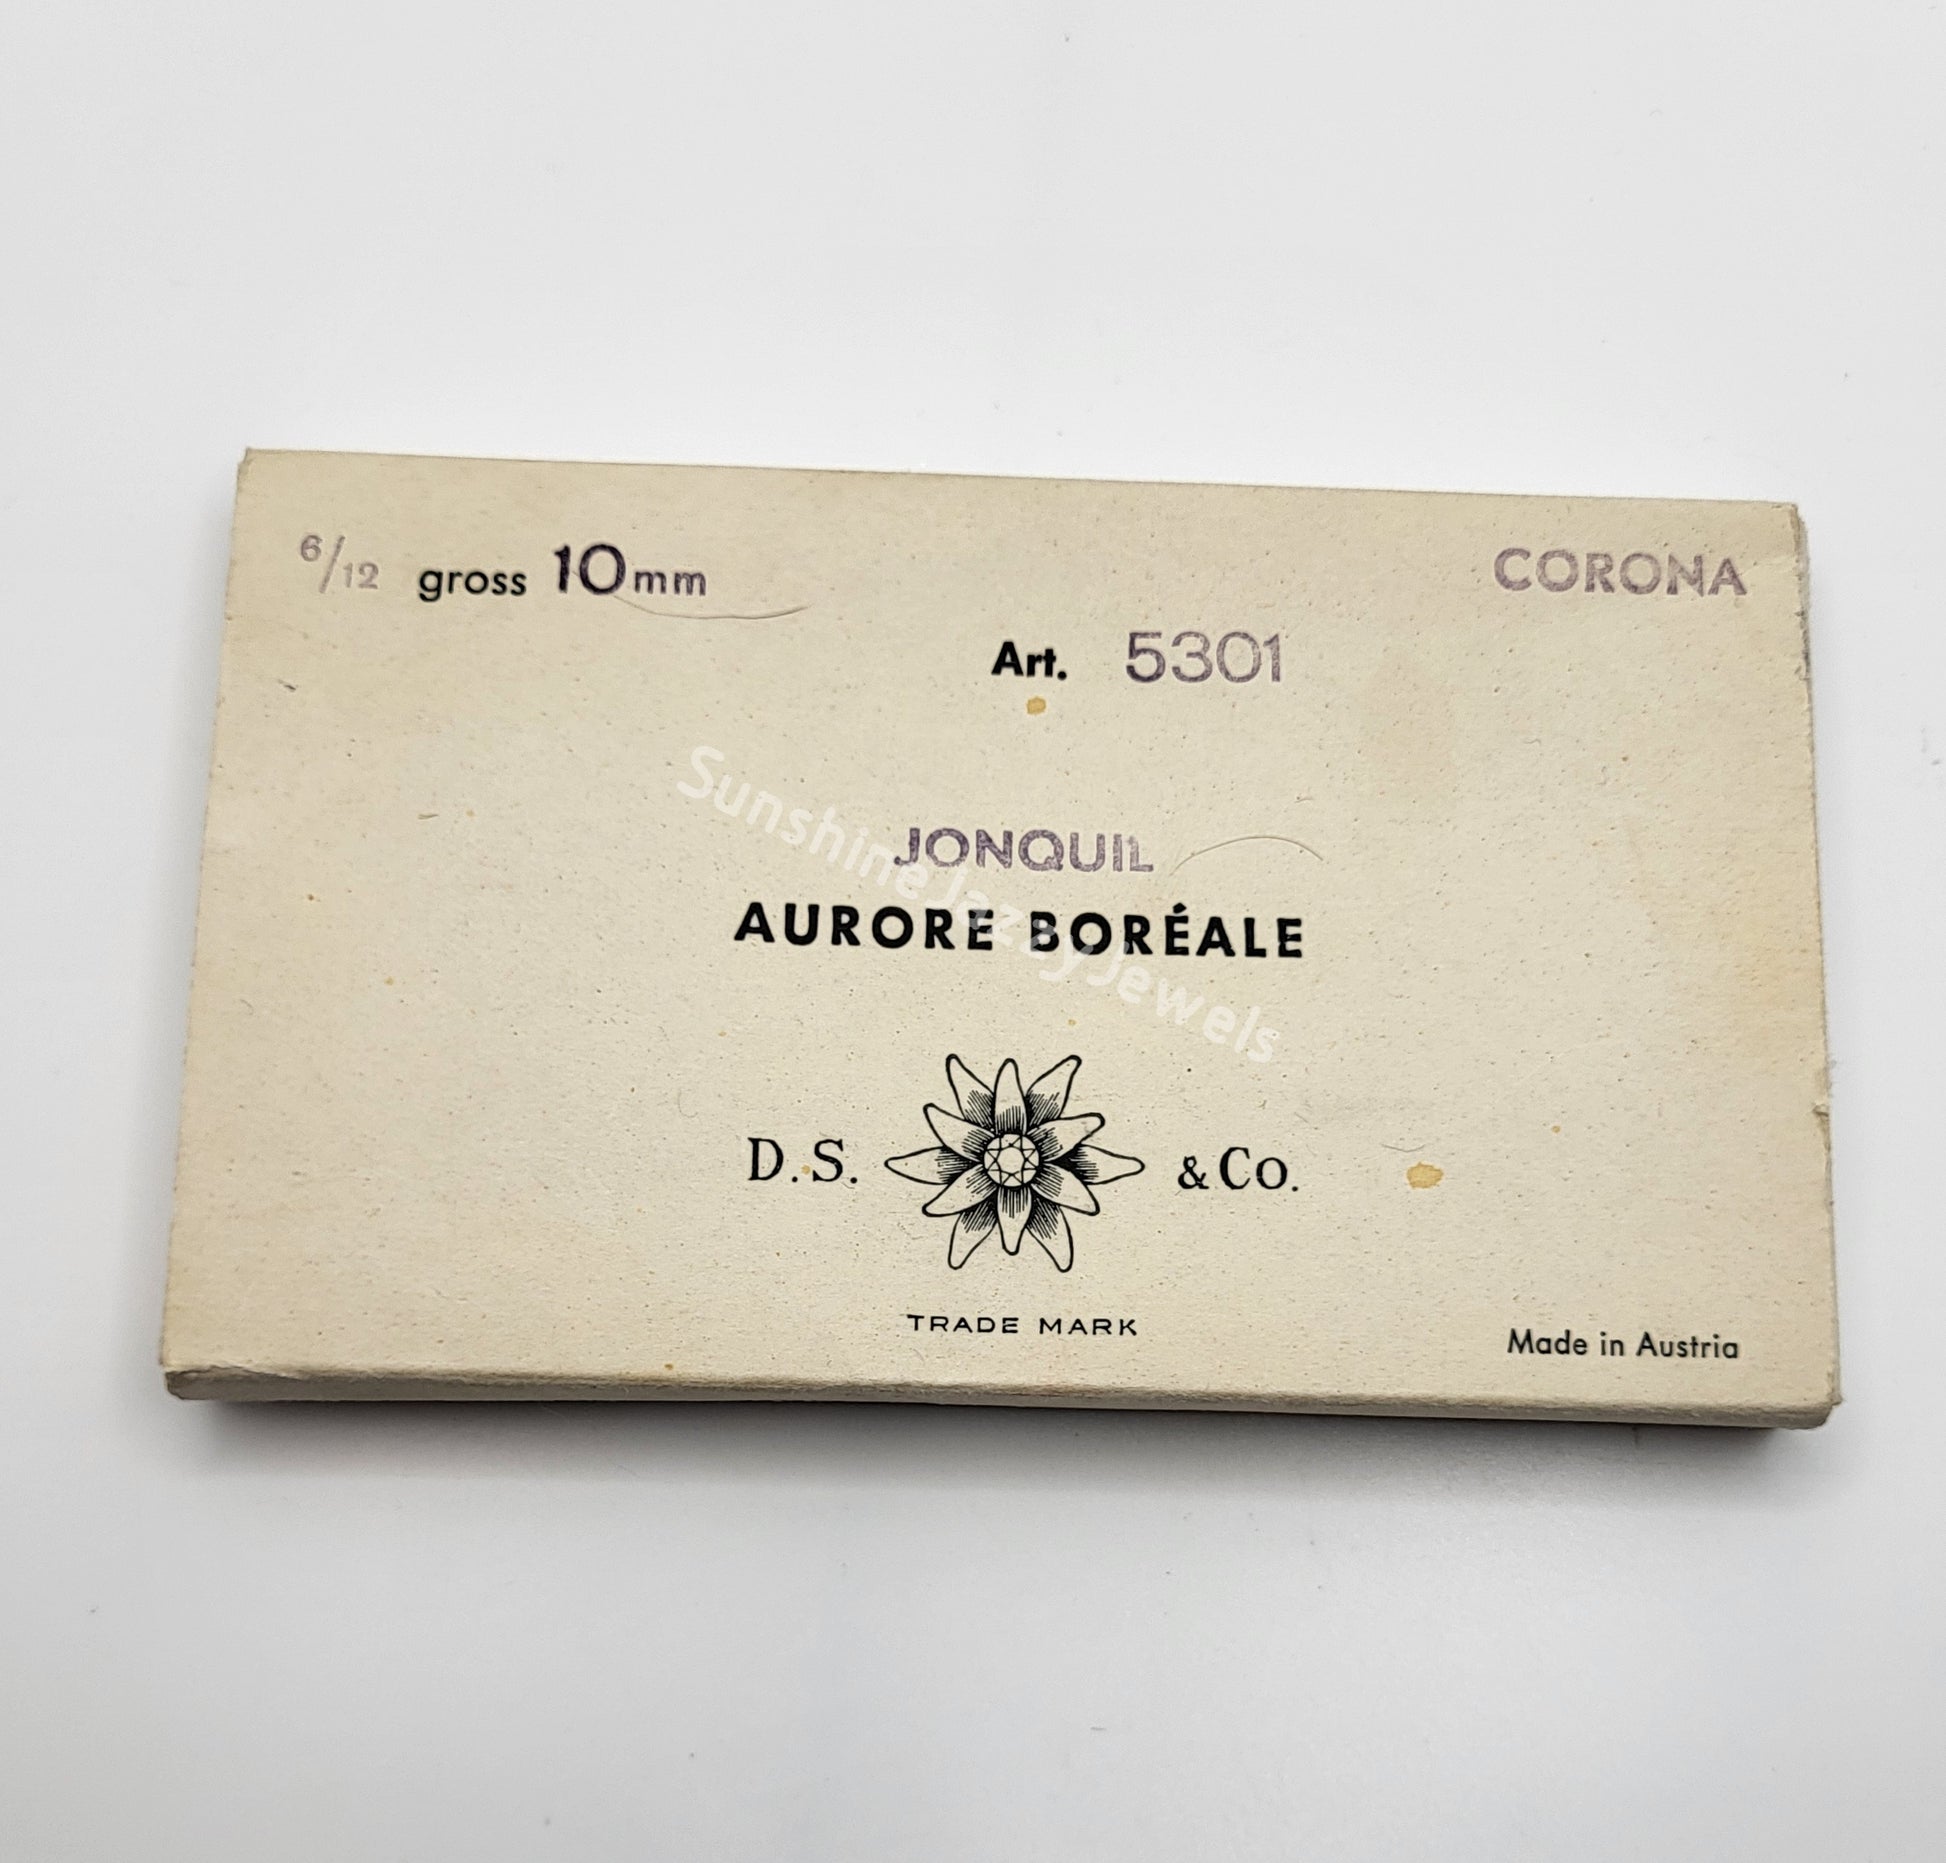 6/12 gross 10mm
CORONA
Art. 5301
JONQUIL
AURORE BORÉALE
Sunshine Jazzy Jewels
D.S. & Co.
TRADE MARK
Made in Austria